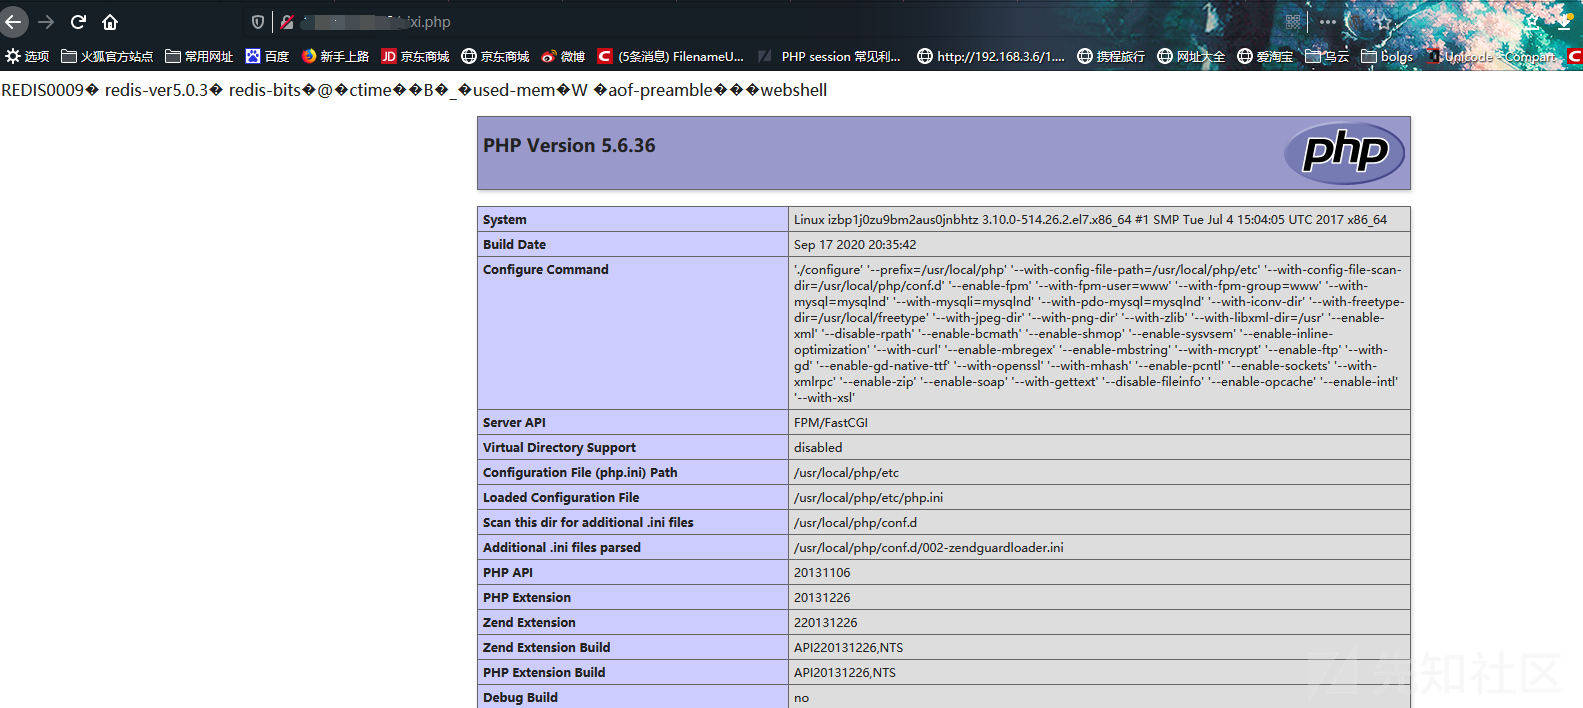 xi.php
选项 火狐官方站点 常用网址 百度 新手上路 JD 京东商城 京东商城 微博 C (5条消息) FilenameU... PHP session 常见利... http://192.168.3.6/1.... 携程旅行 网址大全 爱淘宝 乌云 bolgs Unicode - Compart C
REDIS0009� redis-ver5.0.3� redis-bits�@�ctime��B�_�used-mem�W �aof-preamble���webshell
PHP Version 5.6.36
php
System Linux izbp1j0zu9bm2aus0jnbhtz 3.10.0-514.26.2.el7.x86_64 #1 SMP Tue Jul 4 15:04:05 UTC 2017 x86_64
Build Date Sep 17 2020 20:35:42
Configure Command './configure' '--prefix=/usr/local/php' '--with-config-file-path=/usr/local/php/etc' '--with-config-file-scan-
dir=/usr/local/php/conf.d' '--enable-fpm' '--with-fpm-user=www' '--with-fpm-group=www' '--with-
mysql=mysqlnd' '--with-mysqli=mysqlnd' '--with-pdo-mysql=mysqlnd' '--with-iconv-dir' '--with-freetype-
dir=/usr/local/freetype' '--with-jpeg-dir' '--with-png-dir' '--with-zlib' '--with-libxml-dir=/usr' '--enable-
xml' '--disable-rpath' '--enable-bcmath' '--enable-shmop' '--enable-sysvsem' '--enable-inline-
optimization' '--with-curl' '--enable-mbregex' '--enable-mbstring' '--with-mcrypt' '--enable-ftp' '--with-
gd' '--enable-gd-native-ttf' '--with-openssl' '--with-mhash' '--enable-pcntl' '--enable-sockets' '--with-
xmlrpc' '--enable-zip' '--enable-soap' '--with-gettext' '--disable-fileinfo' '--enable-opcache' '--enable-intl'
'--with-xsl'
Server API FPM/FastCGI
Virtual Directory Support disabled
Configuration File (php.ini) Path /usr/local/php/etc
Loaded Configuration File /usr/local/php/etc/php.ini
Scan this dir for additional .ini files /usr/local/php/conf.d
Additional .ini files parsed /usr/local/php/conf.d/002-zendguardloader.ini
PHP API 20131106
PHP Extension 20131226
Zend Extension 220131226
Zend Extension Build API220131226,NTS
PHP Extension Build API20131226,NTS
Debug Build no
先知社区